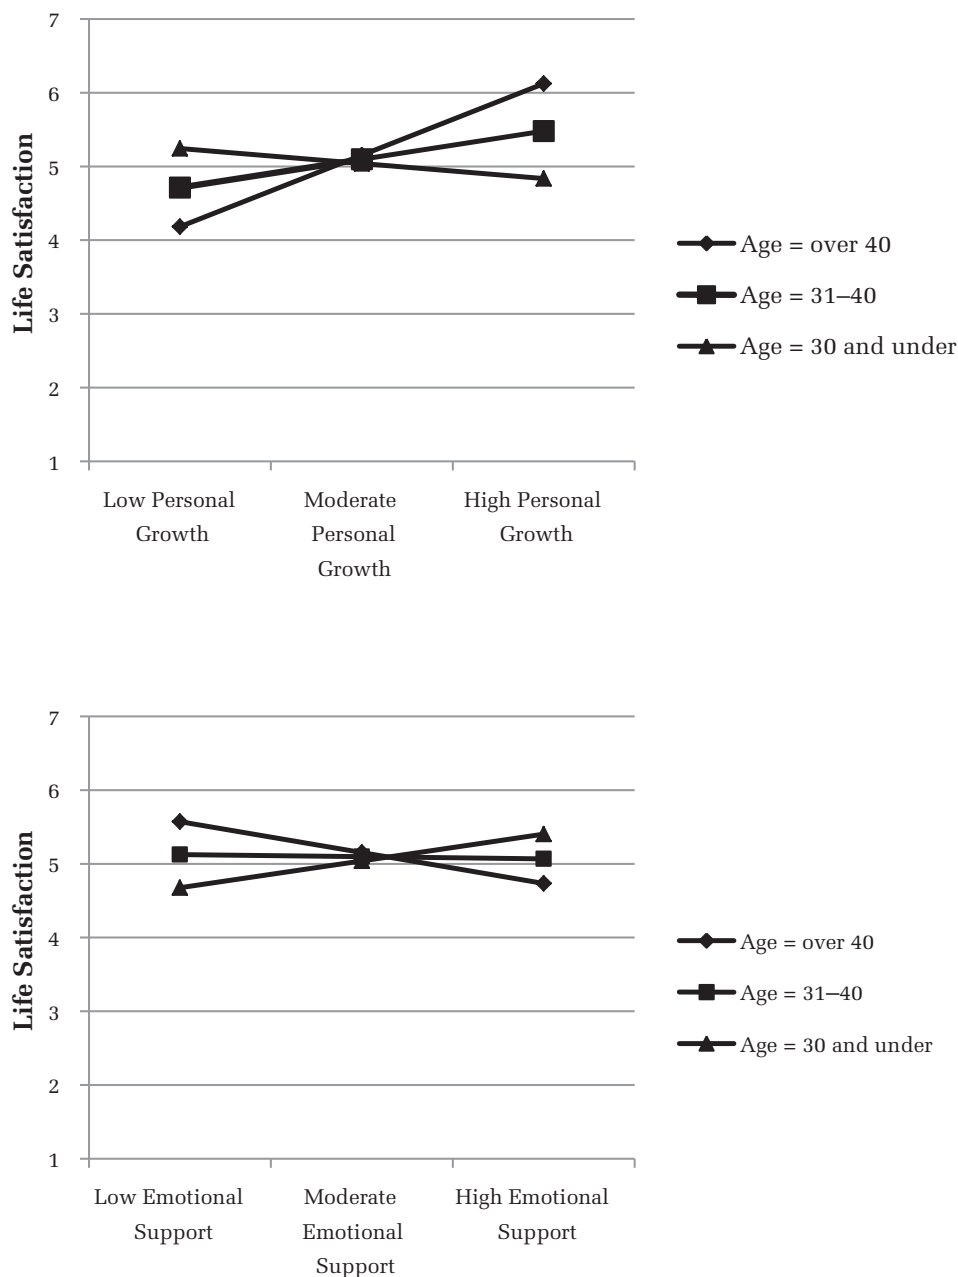 7
6
5
4
3
2
1
Life Satisfaction
Low Personal
Growth
Moderate
Personal
Growth
High Personal
Growth
Age = over 40
Age = 31–40
Age = 30 and under
7
6
5
4
3
2
1
Life Satisfaction
Low Emotional
Support
Moderate
Emotional
Support
High Emotional
Support
Age = over 40
Age = 31–40
Age = 30 and under